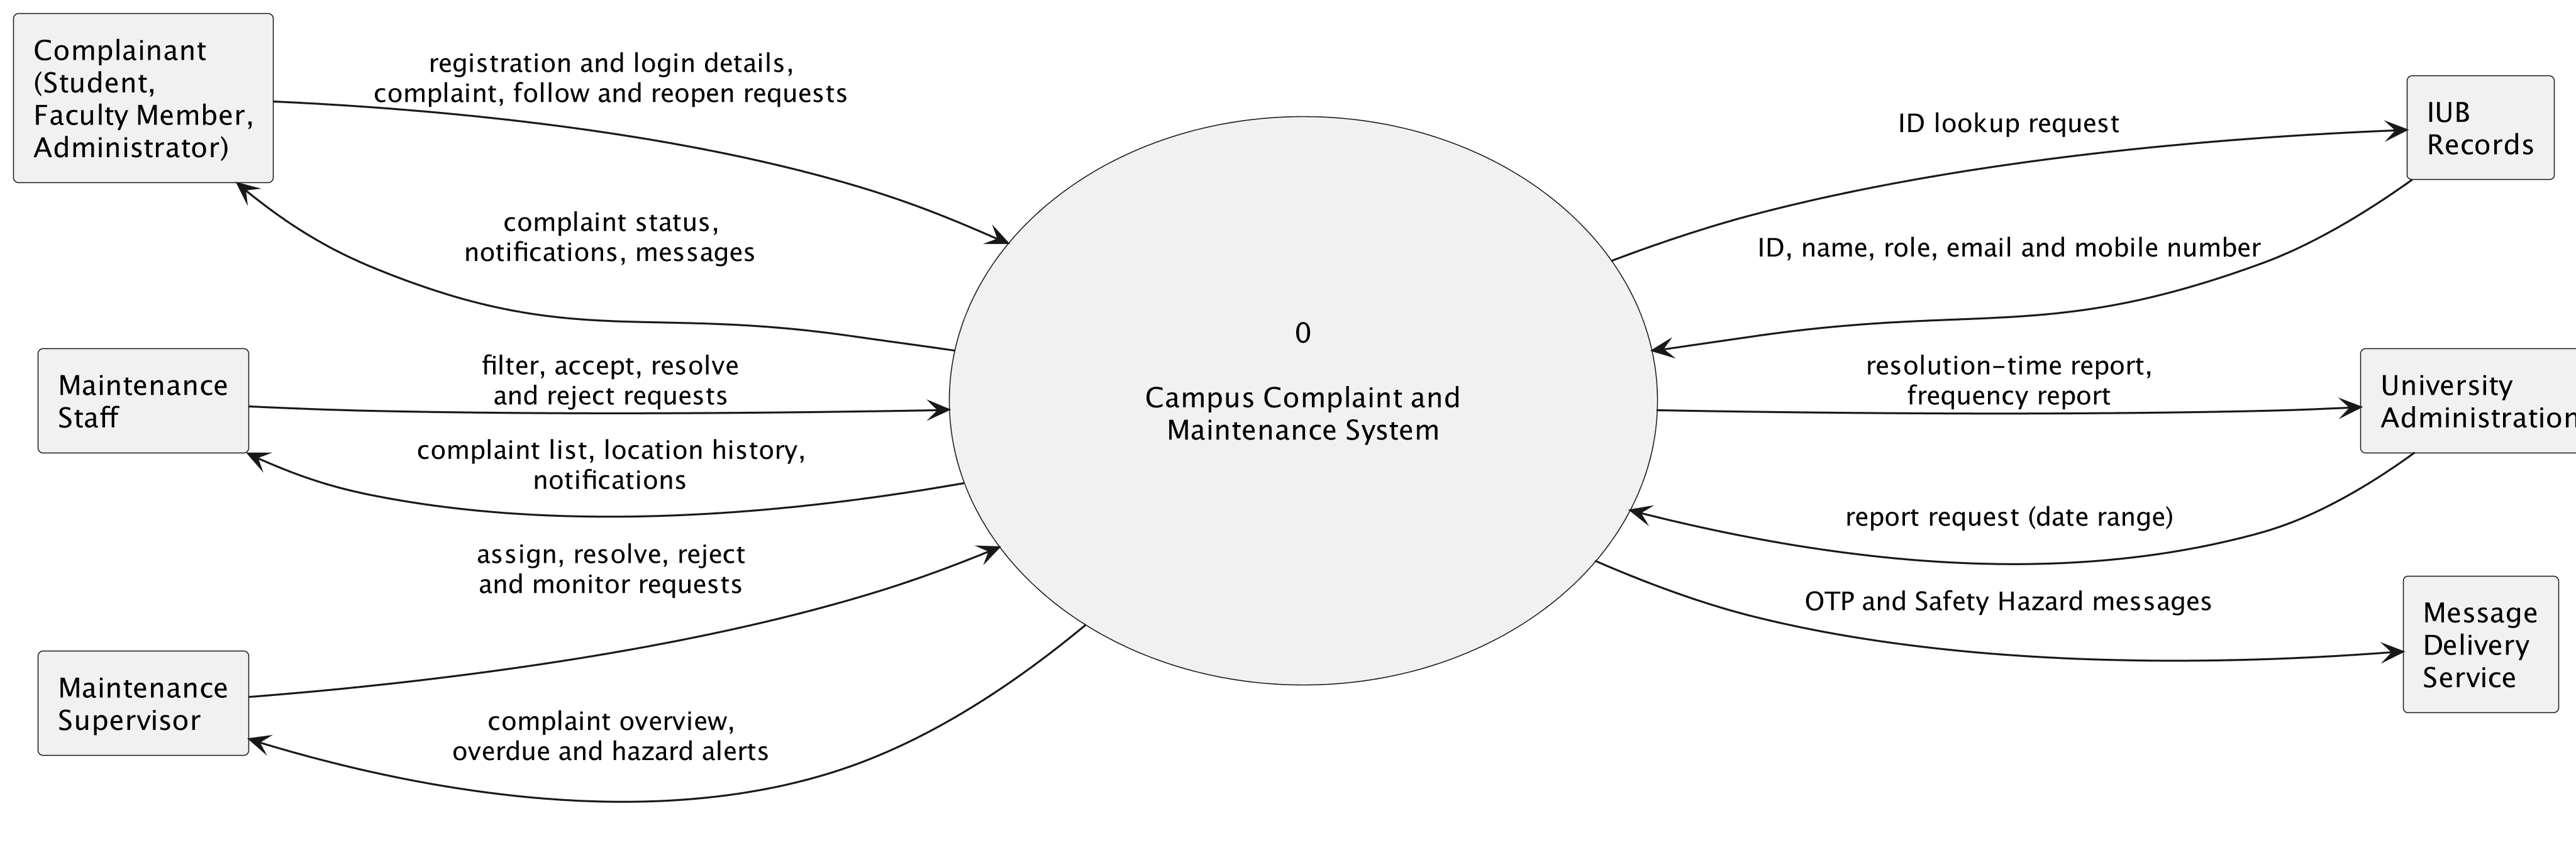 Complainant
(Student,
Faculty Member,
Administrator)
registration and login details,
complaint, follow and reopen requests
complaint status,
notifications, messages
Maintenance
Staff
filter, accept, resolve
and reject requests
complaint list, location history,
notifications
Maintenance
Supervisor
assign, resolve, reject
and monitor requests
complaint overview,
overdue and hazard alerts
0
Campus Complaint and
Maintenance System
ID lookup request
IUB
Records
ID, name, role, email and mobile number
resolution-time report,
frequency report
University
Administration
report request (date range)
OTP and Safety Hazard messages
Message
Delivery
Service